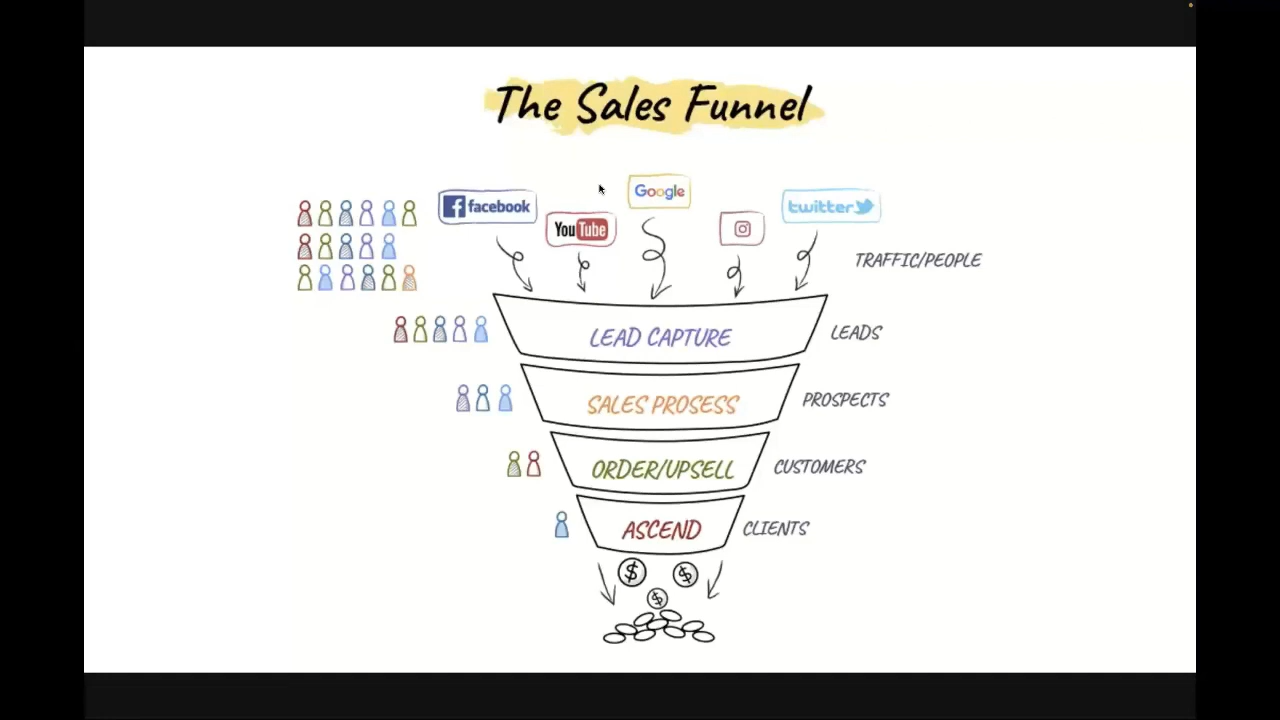 The Sales Funnel
facebook
YouTube
Google
twitter
TRAFFIC/PEOPLE
LEAD CAPTURE
LEADS
SALES PROSESS
PROSPECTS
ORDER/UPSELL
CUSTOMERS
ASCEND
CLIENTS
$
$
$